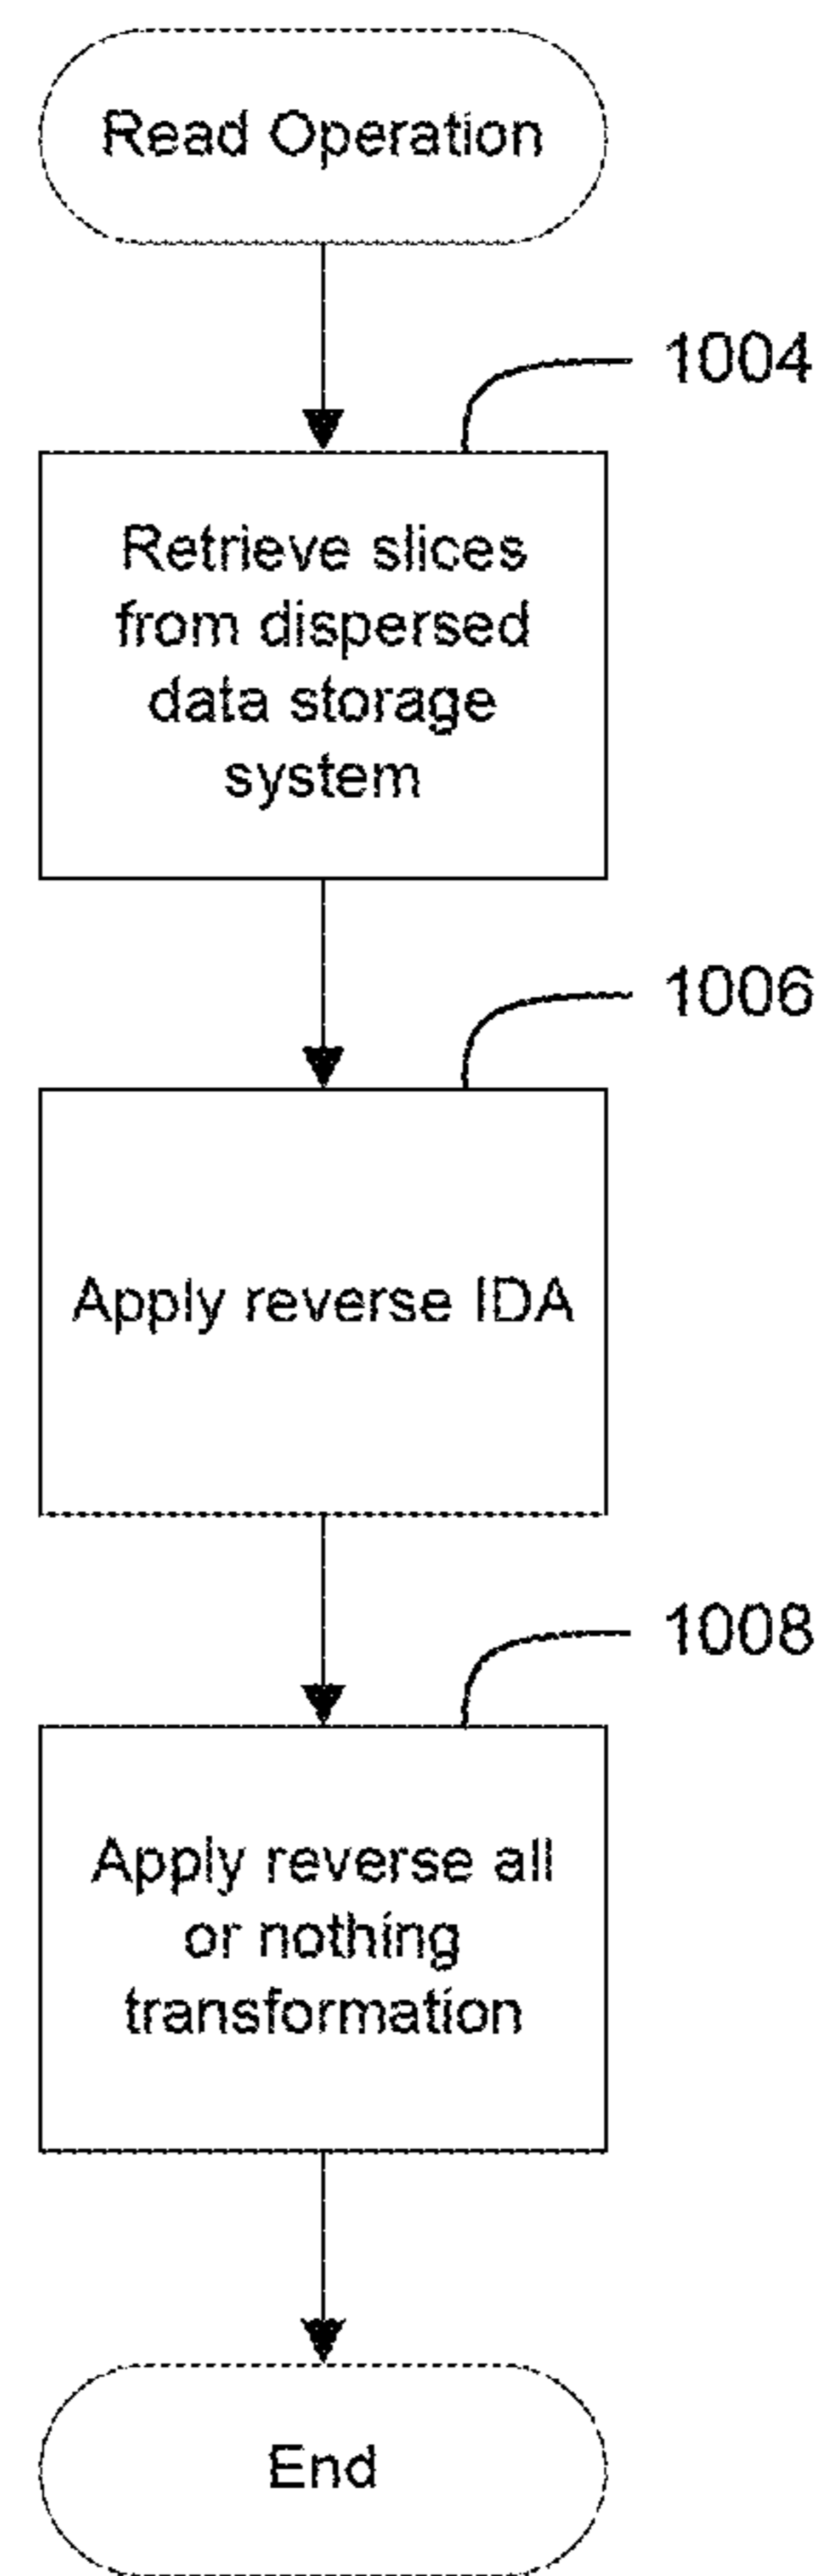 Read Operation
1004
Retrieve slices
from dispersed
data storage
system
1006
Apply reverse IDA
1008
Apply reverse all
or nothing
transformation
End